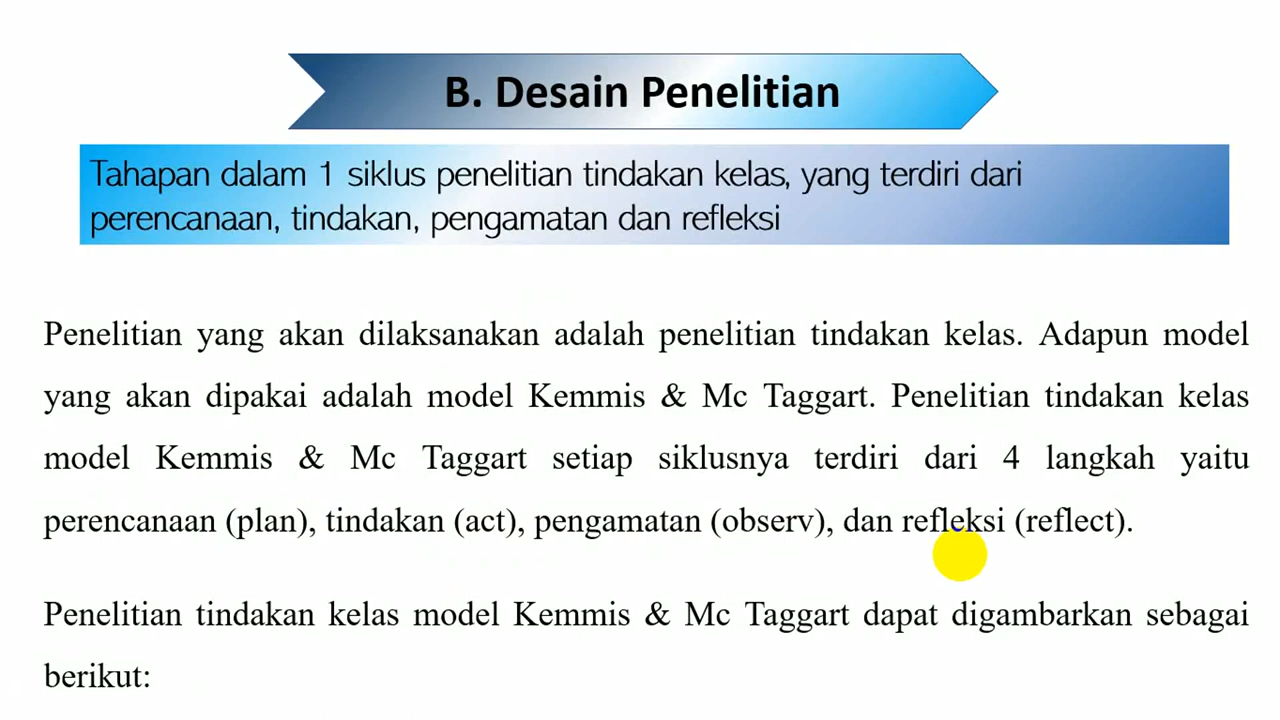 B. Desain Penelitian
Tahapan dalam 1 siklus penelitian tindakan kelas, yang terdiri dari
perencanaan, tindakan, pengamatan dan refleksi
Penelitian yang akan dilaksanakan adalah penelitian tindakan kelas. Adapun model
yang akan dipakai adalah model Kemmis & Mc Taggart. Penelitian tindakan kelas
model Kemmis & Mc Taggart setiap siklusnya terdiri dari 4 langkah yaitu
perencanaan (plan), tindakan (act), pengamatan (observ), dan refleksi (reflect).
Penelitian tindakan kelas model Kemmis & Mc Taggart dapat digambarkan sebagai
berikut: